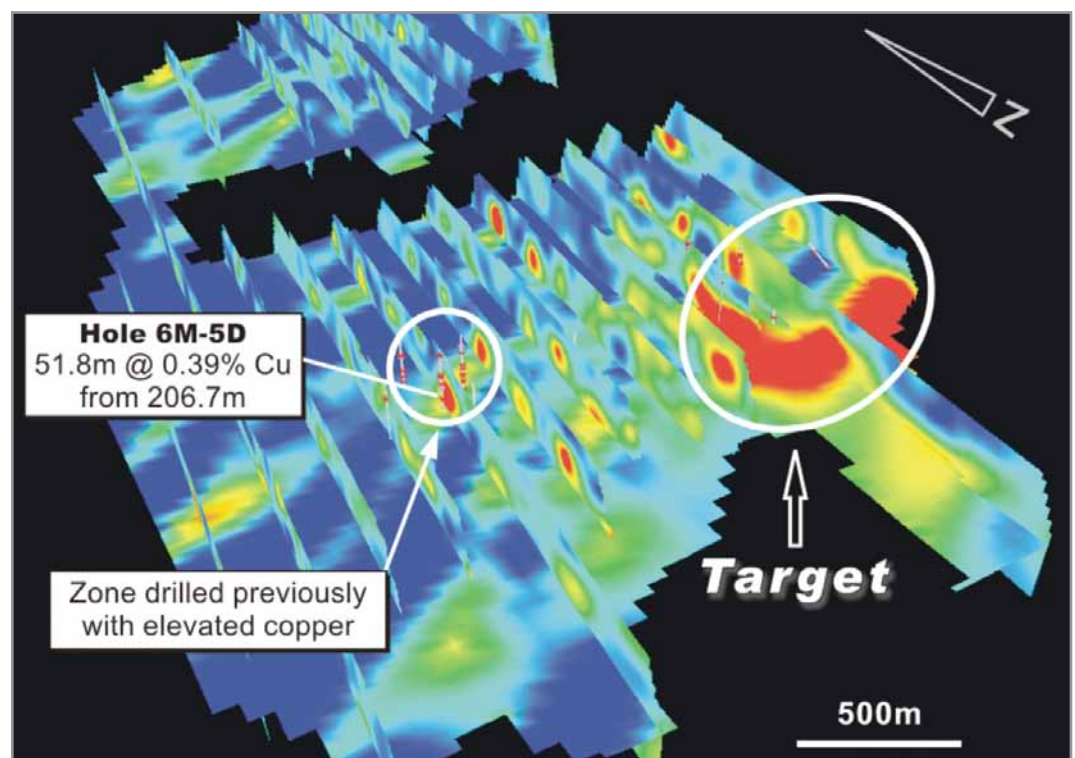 N
Hole 6M-5D
51.8m @ 0.39% Cu
from 206.7m
Zone drilled previously
with elevated copper
Target
500m